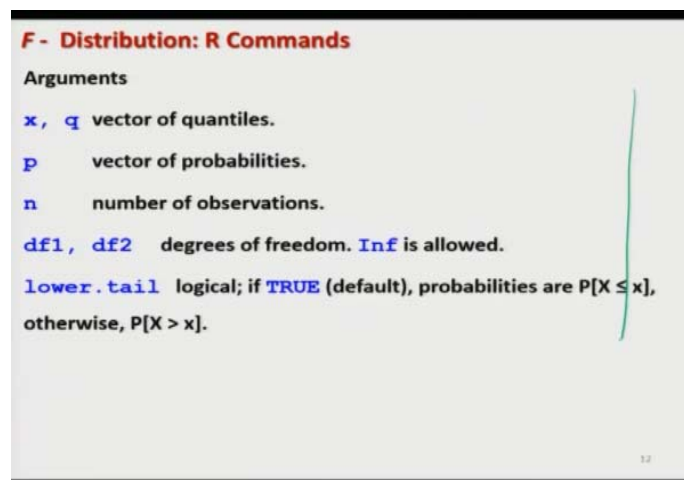 F - Distribution: R Commands
Arguments
x, q vector of quantiles.
p vector of probabilities.
n number of observations.
df1, df2 degrees of freedom. Inf is allowed.
lower.tail logical; if TRUE (default), probabilities are P[X ≤ x],
otherwise, P[X > x].
12